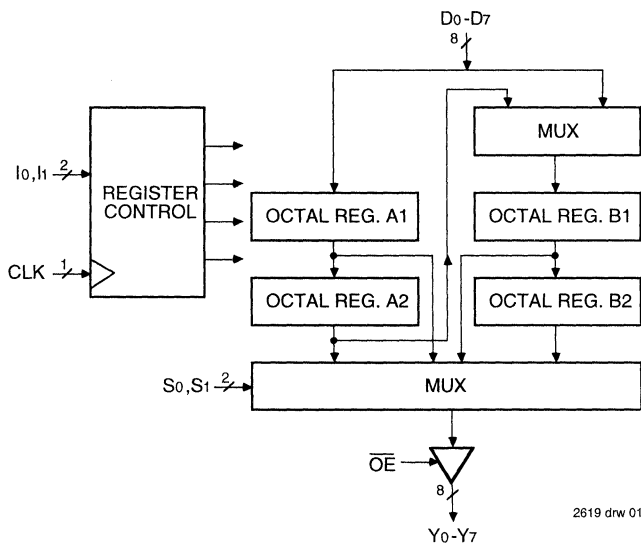 D0-D7
8
MUX
I0,I1
2
REGISTER
CONTROL
OCTAL REG. A1
OCTAL REG. B1
CLK
1
OCTAL REG. A2
OCTAL REG. B2
S0,S1
2
MUX
OE
8
2619 drw 01
Y0-Y7